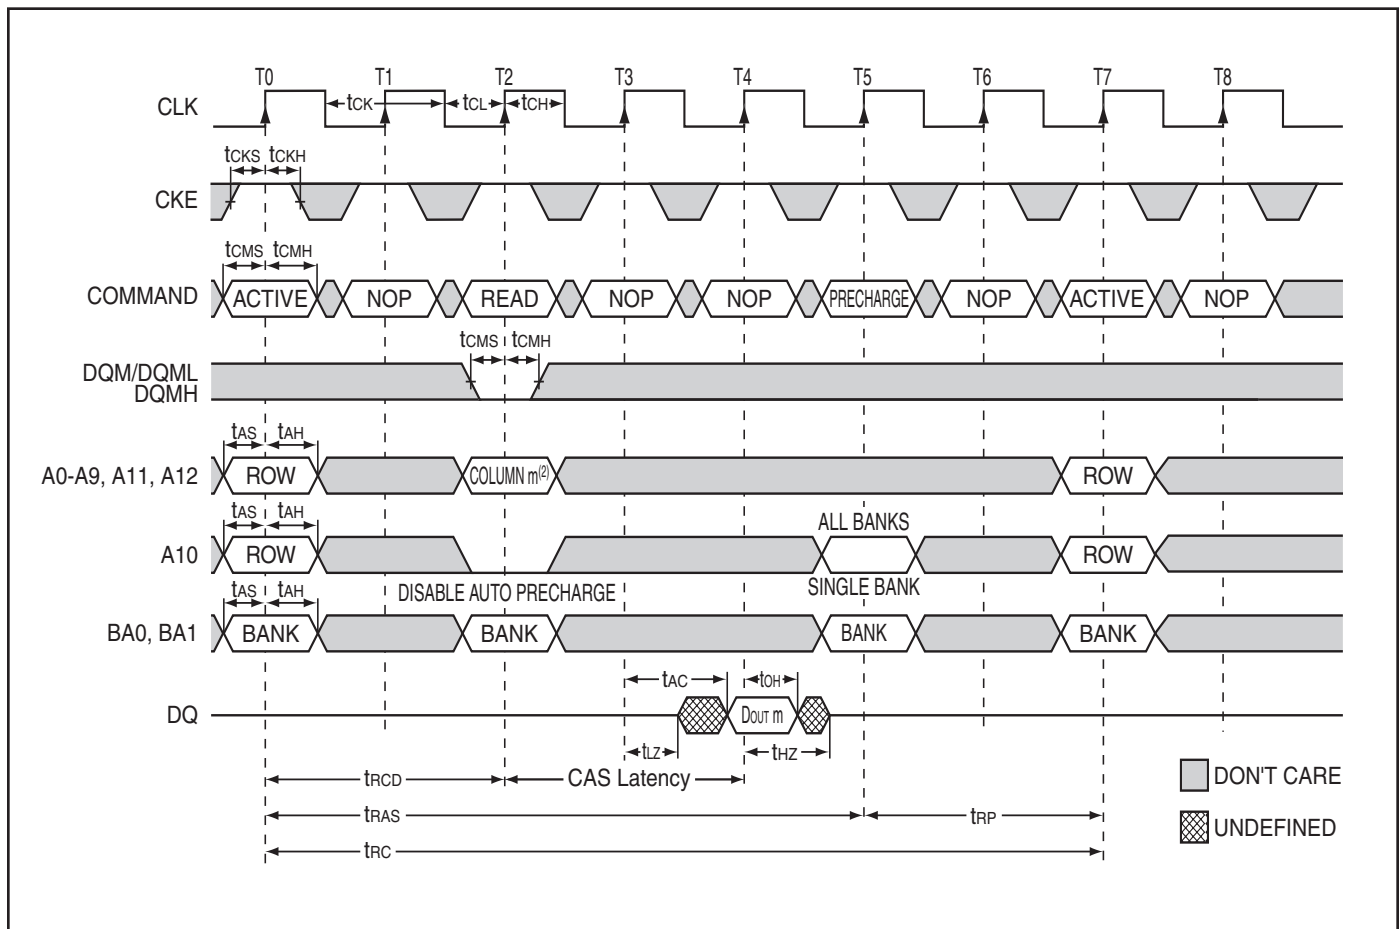 T0 T1 T2 T3 T4 T5 T6 T7 T8
CLK tCK tCL tCH
tCKS tCKH
CKE
tCMS tCMH
COMMAND ACTIVE NOP READ NOP NOP PRECHARGE NOP ACTIVE NOP
tCMS tCMH
DQM/DQML
DQMH
tAS tAH
A0-A9, A11, A12 ROW COLUMN m(2) ROW
tAS tAH ALL BANKS
A10 ROW ROW
DISABLE AUTO PRECHARGE SINGLE BANK
tAS tAH
BA0, BA1 BANK BANK BANK BANK
tAC tOH
DQ DOUT m
tLZ tHZ
tRCD CAS Latency DON'T CARE
tRAS tRP
UNDEFINED
tRC